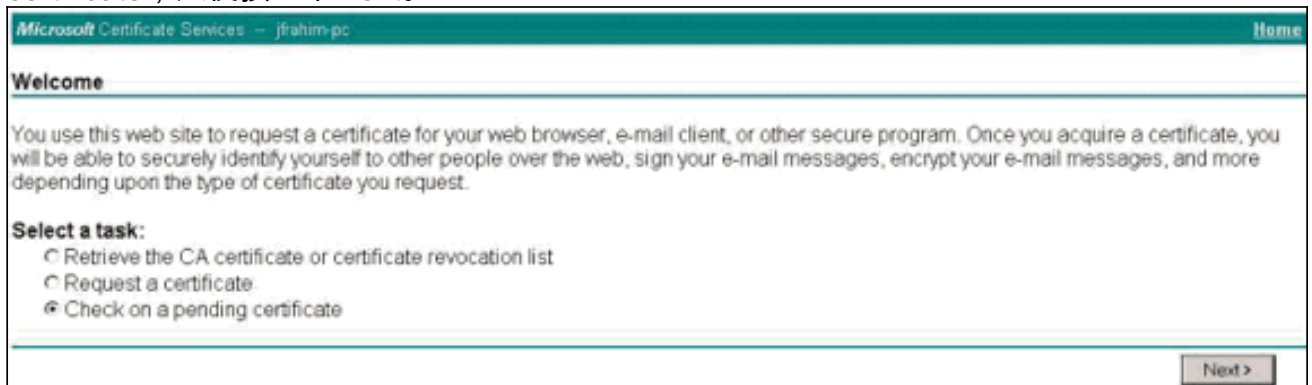 Microsoft Certificate Services -- jfrahim-pc Home
Welcome
You use this web site to request a certificate for your web browser, e-mail client, or other secure program. Once you acquire a certificate, you
will be able to securely identify yourself to other people over the web, sign your e-mail messages, encrypt your e-mail messages, and more
depending upon the type of certificate you request.
Select a task:
Retrieve the CA certificate or certificate revocation list
Request a certificate
Check on a pending certificate
Next >